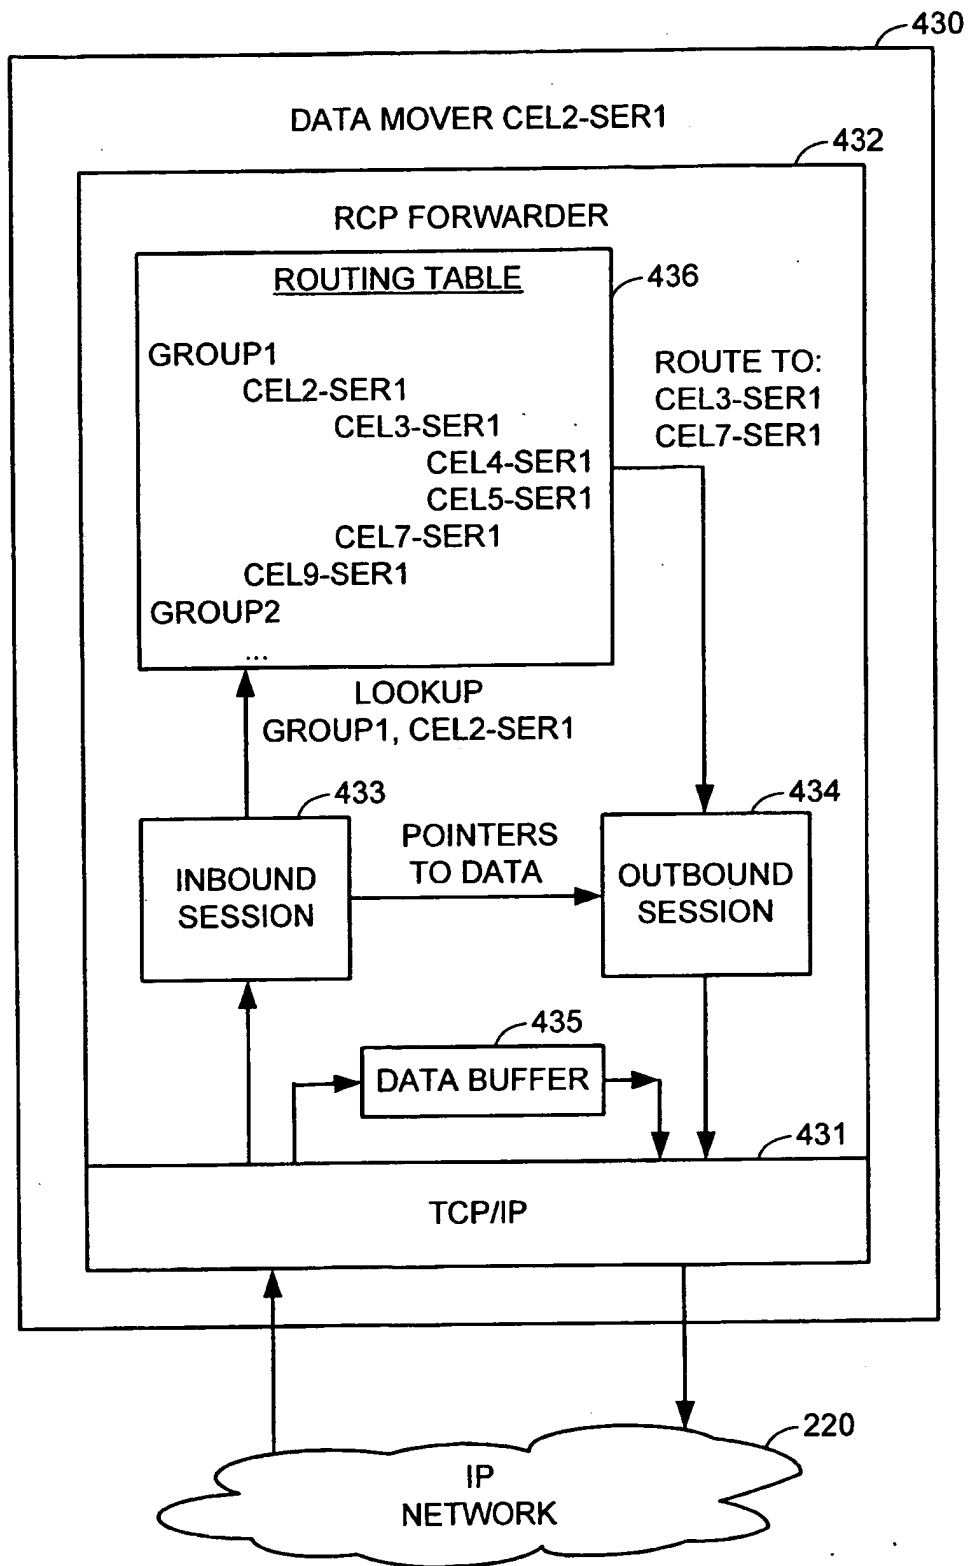 430
DATA MOVER CEL2-SER1
432
RCP FORWARDER
ROUTING TABLE
436
GROUP1
CEL2-SER1
CEL3-SER1
CEL4-SER1
CEL5-SER1
CEL7-SER1
CEL9-SER1
GROUP2
...
ROUTE TO:
CEL3-SER1
CEL7-SER1
LOOKUP
GROUP1, CEL2-SER1
433
INBOUND
SESSION
POINTERS
TO DATA
434
OUTBOUND
SESSION
435
DATA BUFFER
431
TCP/IP
220
IP
NETWORK